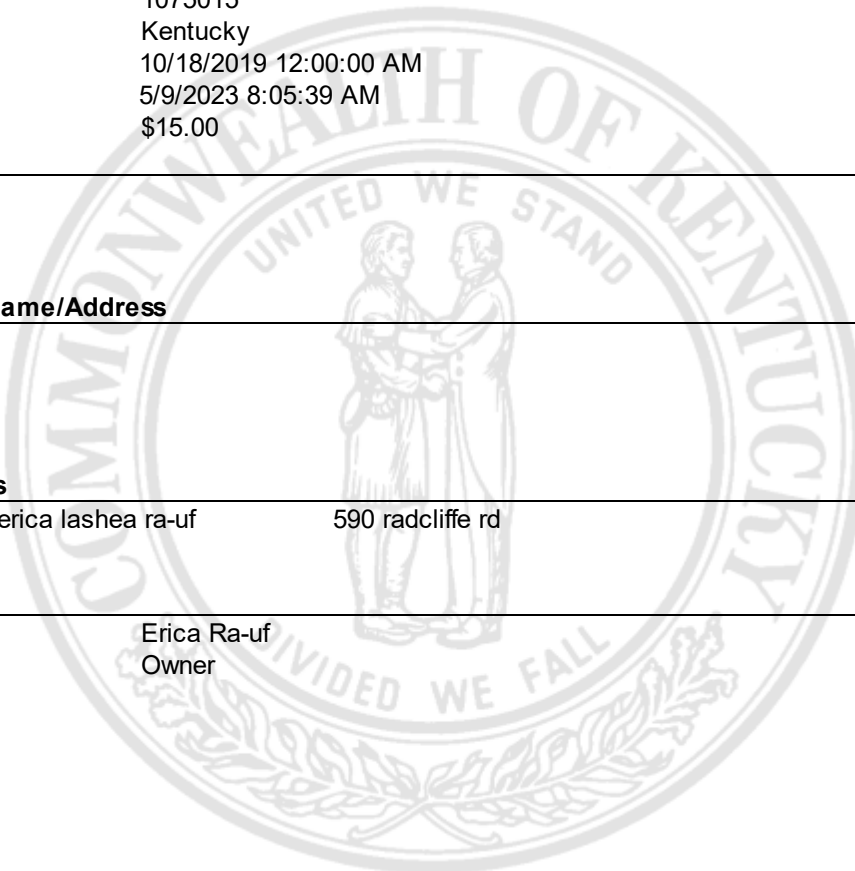 1075015
Kentucky
10/18/2019 12:00:00 AM
5/9/2023 8:05:39 AM
$15.00
COMMONWEALTH OF KENTUCKY
UNITED WE STAND
ame/Address
s
erica lashea ra-uf 590 radcliffe rd
Erica Ra-uf
Owner
DIVIDED WE FALL